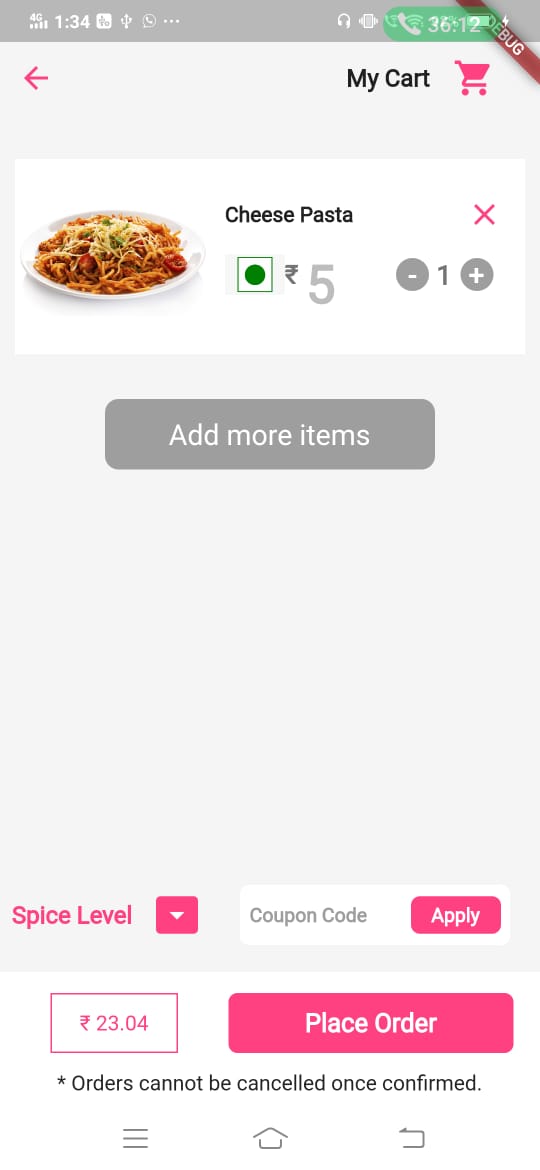 4G 1:34 36:12
DEBUG
My Cart
Cheese Pasta
₹ 5 - 1 +
Add more items
Spice Level Coupon Code Apply
₹ 23.04 Place Order
* Orders cannot be cancelled once confirmed.